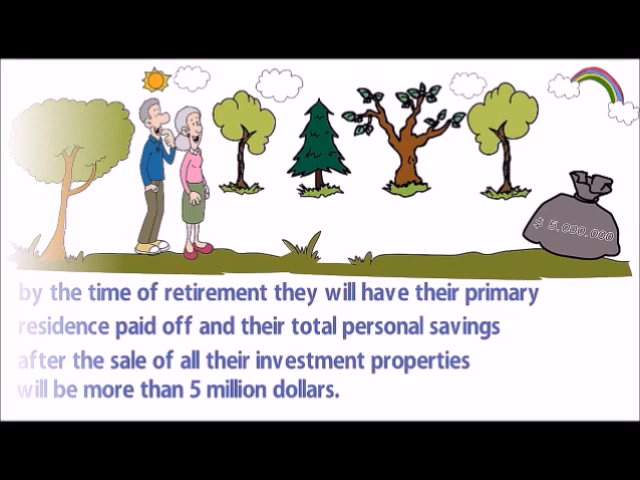 $ 5.000.000
by the time of retirement they will have their primary
residence paid off and their total personal savings
after the sale of all their investment properties
will be more than 5 million dollars.